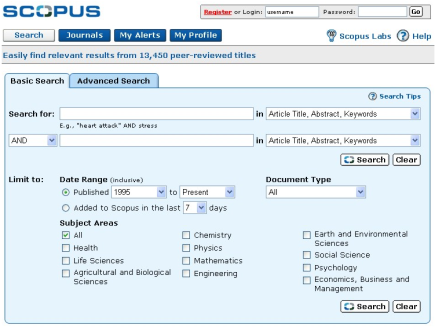 SCOPUS
Register or Login: username Password: Go
Search Journals My Alerts My Profile Scopus Labs Help
Easily find relevant results from 13,450 peer-reviewed titles
Basic Search Advanced Search
Search Tips
Search for: in Article Title, Abstract, Keywords
E.g., "heart attack" AND stress
AND in Article Title, Abstract, Keywords
Search Clear
Limit to: Date Range (inclusive) Document Type
Published 1995 to Present All
Added to Scopus in the last 7 days
Subject Areas
All
Health
Life Sciences
Agricultural and Biological
Sciences
Chemistry
Physics
Mathematics
Engineering
Earth and Environmental
Sciences
Social Science
Psychology
Economics, Business and
Management
Search Clear